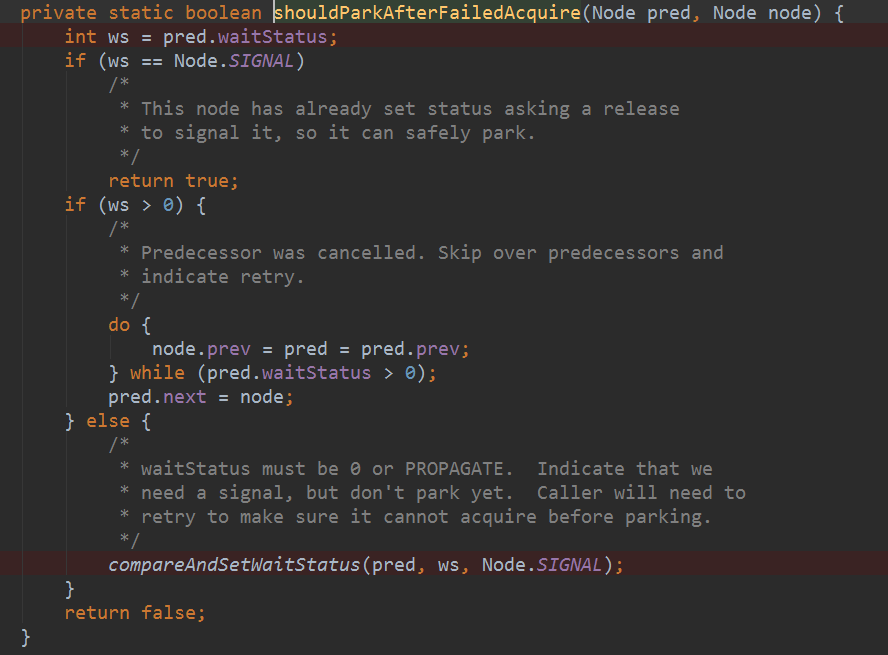 private static boolean shouldParkAfterFailedAcquire(Node pred, Node node) {
    int ws = pred.waitStatus;
    if (ws == Node.SIGNAL)
        /*
         * This node has already set status asking a release
         * to signal it, so it can safely park.
         */
        return true;
    if (ws > 0) {
        /*
         * Predecessor was cancelled. Skip over predecessors and
         * indicate retry.
         */
        do {
            node.prev = pred = pred.prev;
        } while (pred.waitStatus > 0);
        pred.next = node;
    } else {
        /*
         * waitStatus must be 0 or PROPAGATE.  Indicate that we
         * need a signal, but don't park yet.  Caller will need to
         * retry to make sure it cannot acquire before parking.
         */
        compareAndSetWaitStatus(pred, ws, Node.SIGNAL);
    }
    return false;
}